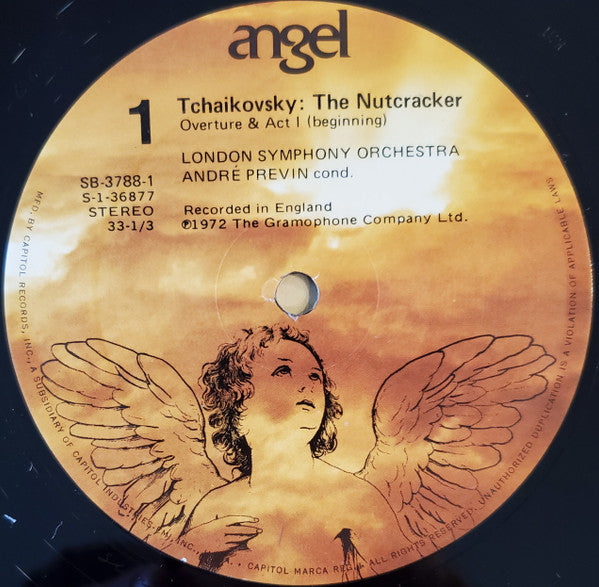 angel
1
Tchaikovsky: The Nutcracker
Overture & Act I (beginning)
LONDON SYMPHONY ORCHESTRA
ANDRÉ PREVIN cond.
SB-3788-1
S-1-36877
STEREO
33-1/3
Recorded in England
℗1972 The Gramophone Company Ltd.
MFD. BY CAPITOL RECORDS, INC., A SUBSIDIARY OF CAPITOL INDUSTRIES, INC., • CAPITOL MARCA REG. • ALL RIGHTS RESERVED. UNAUTHORIZED DUPLICATION IS A VIOLATION OF APPLICABLE LAWS